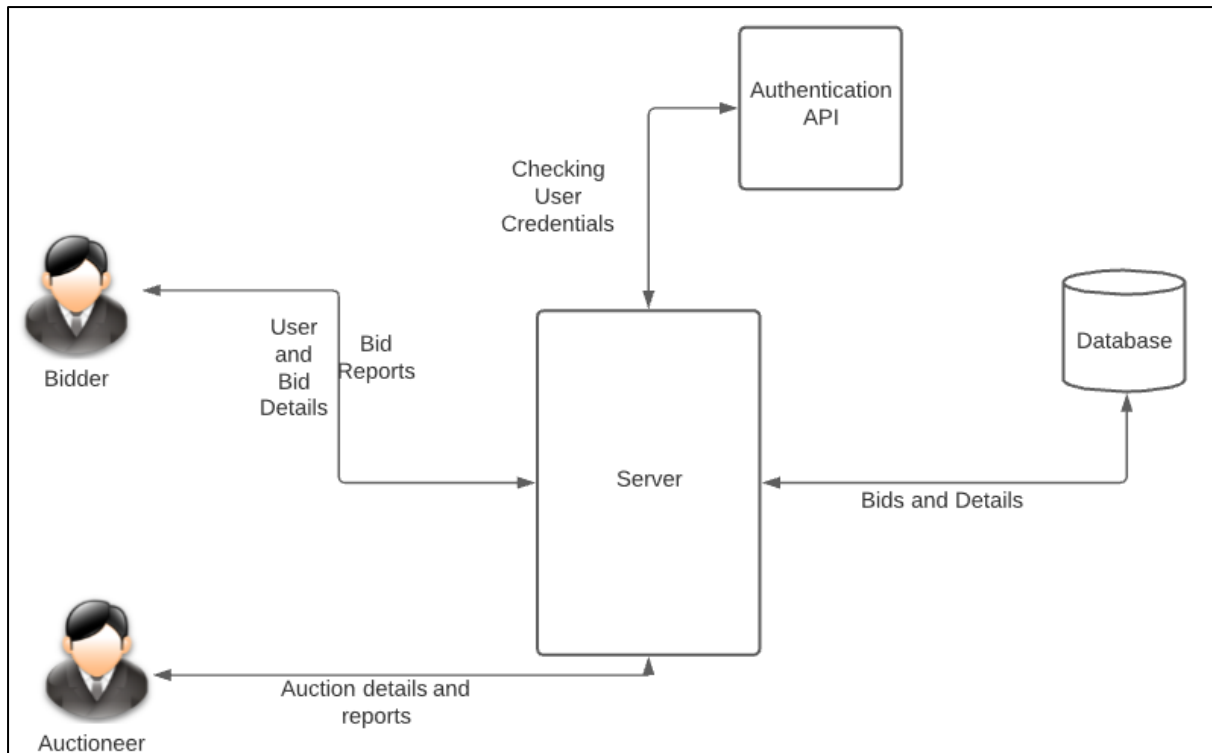 Authentication
API
Checking
User
Credentials
Bidder
User
and
Bid
Details
Bid
Reports
Database
Server
Bids and Details
Auction details and
reports
Auctioneer